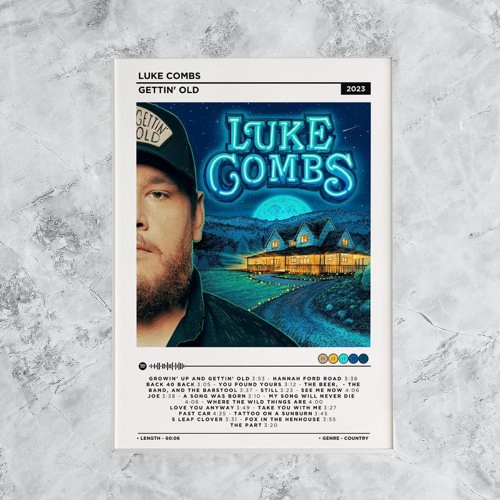 LUKE COMBS
GETTIN' OLD
2023
GETTIN'
OLD
LUKE
COMBS
GROWIN' UP AND GETTIN' OLD 3:53 - HANNAH FORD ROAD 3:38
BACK 40 BACK 3:05 - YOU FOUND YOURS 3:12 - THE BEER, - THE
BAND, AND THE BARSTOOL 3:37 - STILL 3:23 - SEE ME NOW 4:06
JOE 3:38 - A SONG WAS BORN 3:10 - MY SONG WILL NEVER DIE
4:06 - WHERE THE WILD THINGS ARE 4:00
LOVE YOU ANYWAY 3:49 - TAKE YOU WITH ME 3:27
FAST CAR 4:25 - TATTOO ON A SUNBURN 3:45
5 LEAF CLOVER 3:31 - FOX IN THE HENHOUSE 3:55
THE PART 3:20
• LENGTH - 60:06
• GENRE - COUNTRY